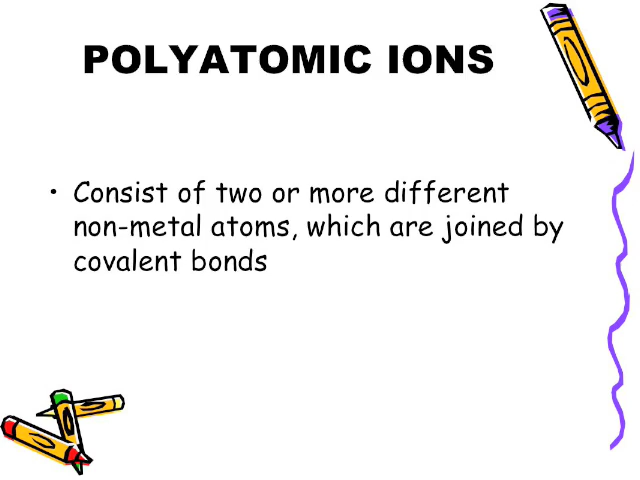 POLYATOMIC IONS
• Consist of two or more different
non-metal atoms, which are joined by
covalent bonds